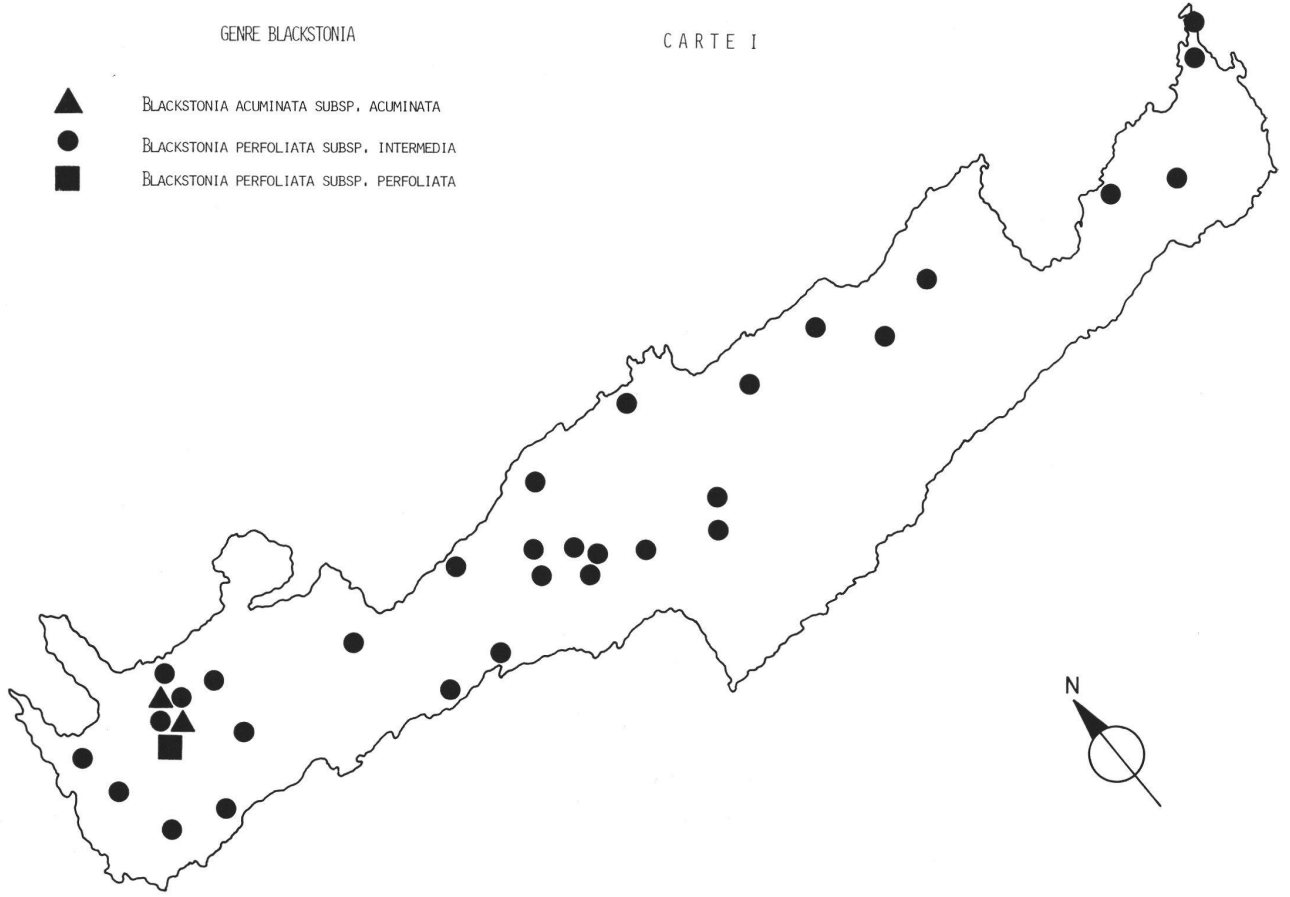 GENRE BLACKSTONIA
CARTE I
BLACKSTONIA ACUMINATA SUBSP. ACUMINATA
BLACKSTONIA PERFOLIATA SUBSP. INTERMEDIA
BLACKSTONIA PERFOLIATA SUBSP. PERFOLIATA
N